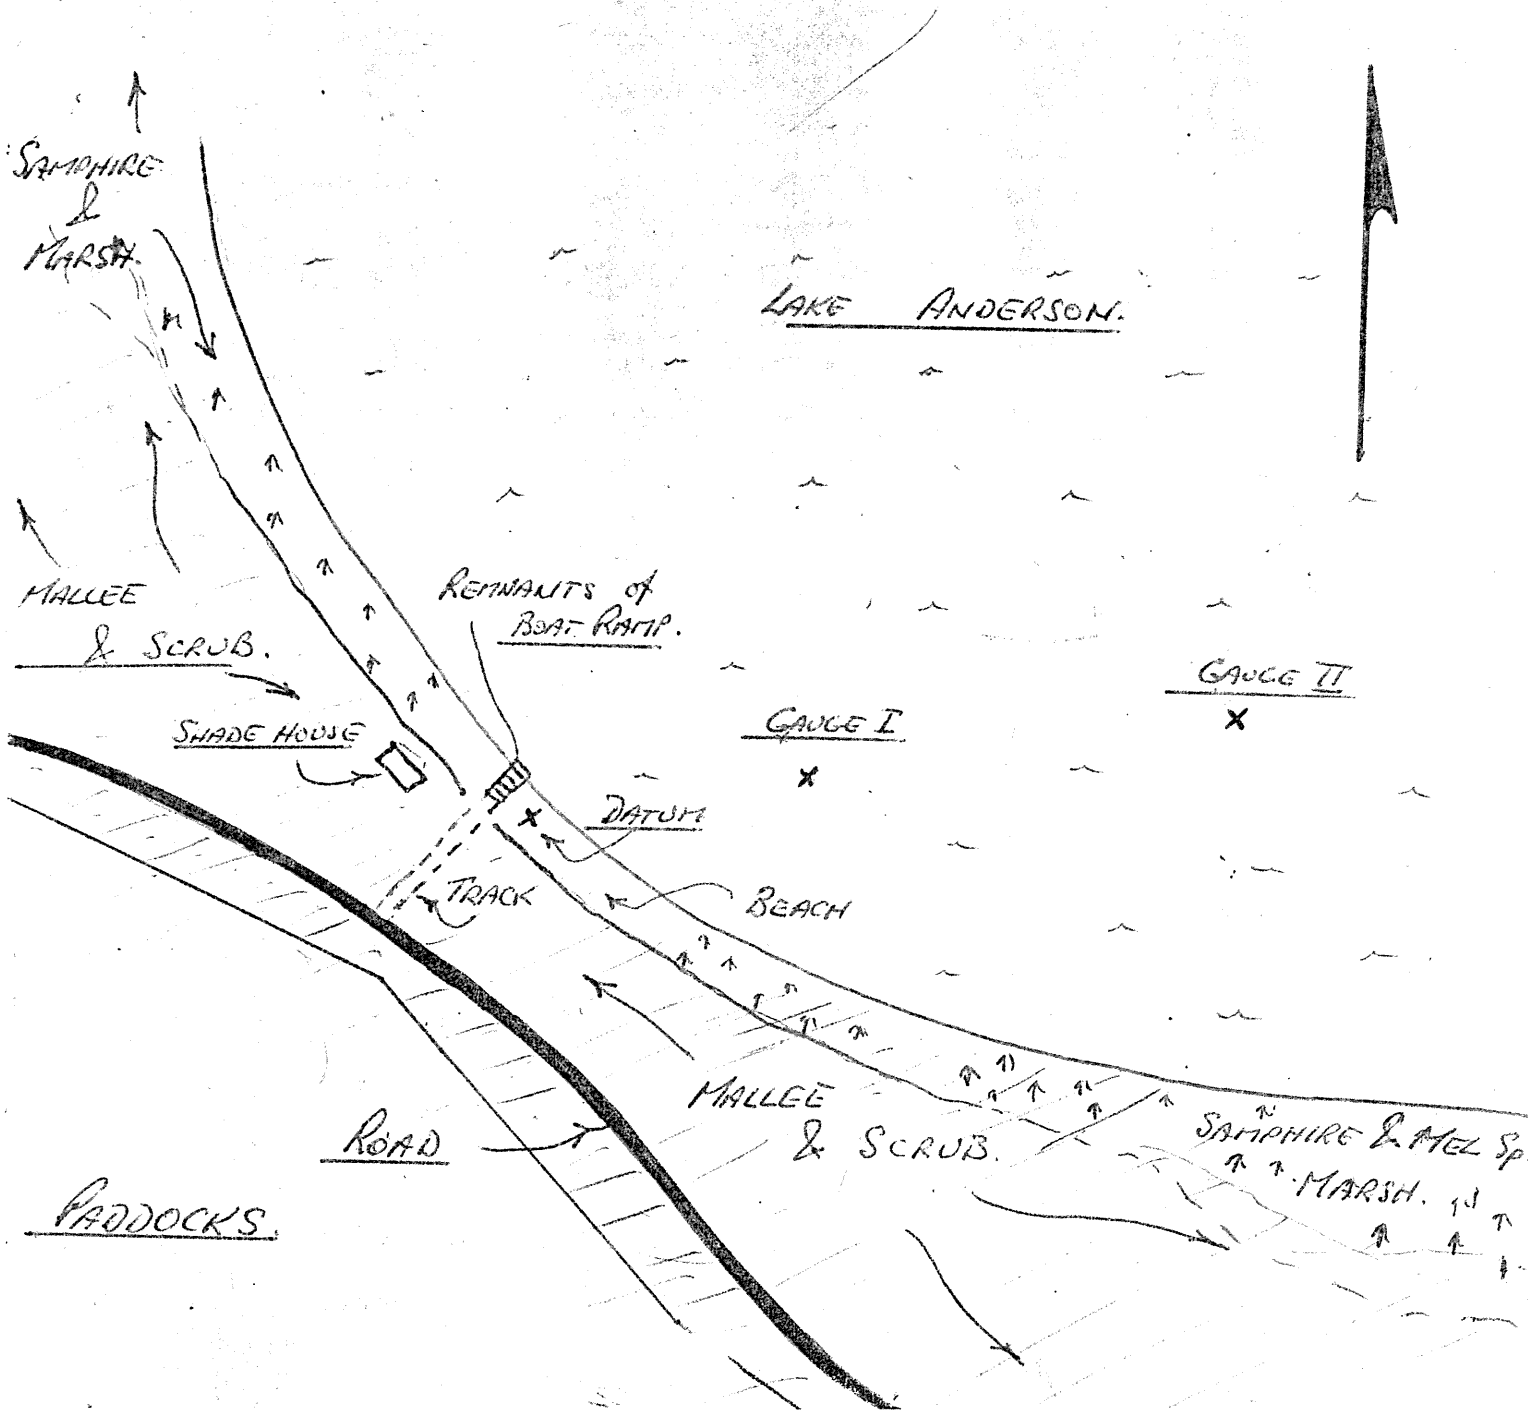 SAMPHIRE
&
MARSH.
LAKE ANDERSON.
REMNANTS of
BOAT RAMP.
MALLEE
& SCRUB.
GAUGE II
X
SHADE HOUSE
GAUGE I
X
DATUM
X
TRACK
BEACH
MALLEE
& SCRUB.
ROAD
SAMPHIRE & MEL Sp.
MARSH.
PADDOCKS.